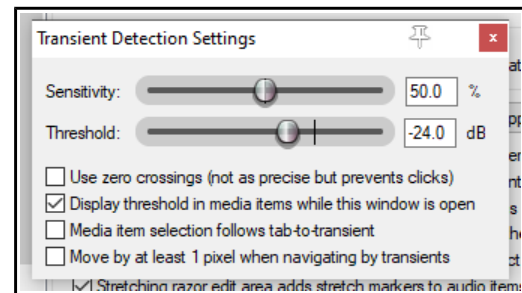 Transient Detection Settings
Sensitivity: 50.0 %
Threshold: -24.0 dB
Use zero crossings (not as precise but prevents clicks)
Display threshold in media items while this window is open
Media item selection follows tab-to-transient
Move by at least 1 pixel when navigating by transients
Stretching razor edit area adds stretch markers to audio items